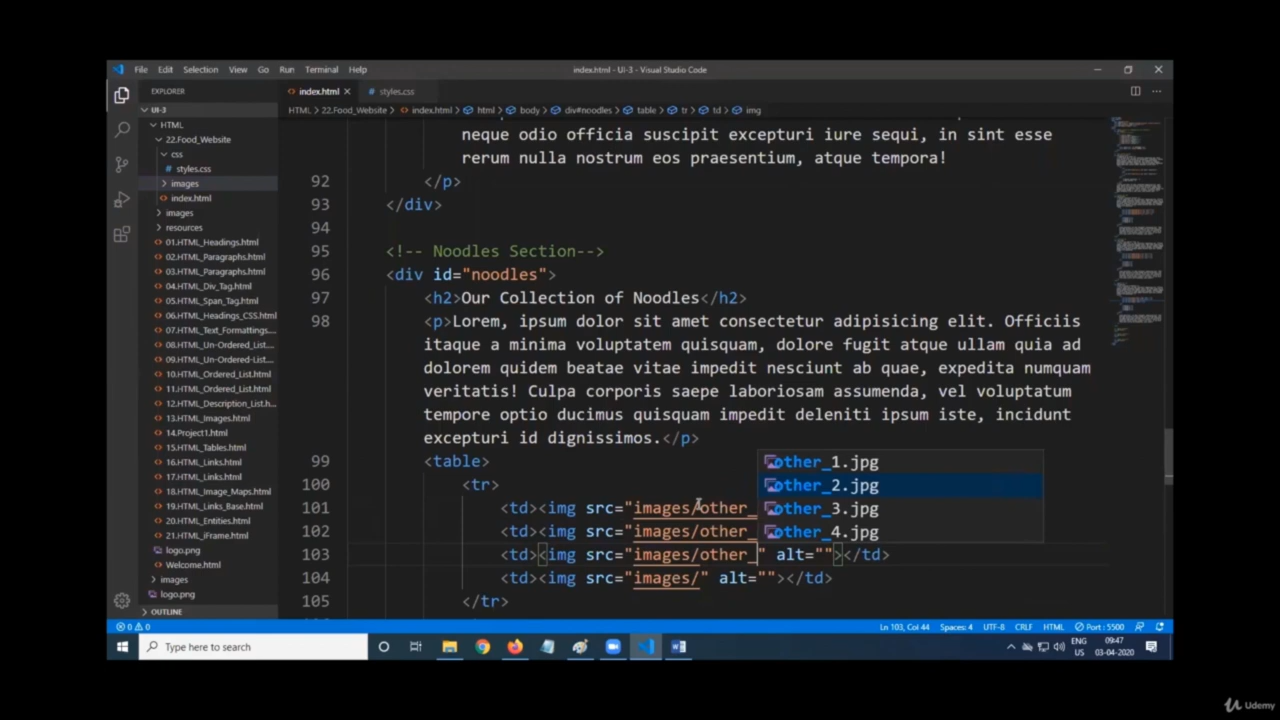 File Edit Selection View Go Run Terminal Help
index.html - UI-3 - Visual Studio Code
EXPLORER
index.html
styles.css
UI-3
HTML > 22.Food_Website > index.html > html > body > div#noodles > table > tr > td > img
HTML
22.Food_Website
css
styles.css
images
index.html
images
resources
01.HTML_Headings.html
02.HTML_Paragraphs.html
03.HTML_Paragraphs.html
04.HTML_Div_Tag.html
05.HTML_Span_Tag.html
06.HTML_Headings_CSS.html
07.HTML_Text_Formattings....
08.HTML_Un-Ordered_List....
09.HTML_Un-Ordered-List....
10.HTML_Ordered_List.html
11.HTML_Ordered_List.html
12.HTML_Description_List.h...
13.HTML_Images.html
14.Project1.html
15.HTML_Tables.html
16.HTML_Links.html
17.HTML_Links.html
18.HTML_Image_Maps.html
19.HTML_Links_Base.html
20.HTML_Entities.html
21.HTML_iFrame.html
logo.png
Welcome.html
images
logo.png
OUTLINE
neque odio officia suscipit excepturi iure sequi, in sint esse
rerum nulla nostrum eos praesentium, atque tempora!
92 </p>
93 </div>
94
95 <!-- Noodles Section-->
96 <div id="noodles">
97 <h2>Our Collection of Noodles</h2>
98 <p>Lorem, ipsum dolor sit amet consectetur adipisicing elit. Officiis
itaque a minima voluptatem quisquam, dolore fugit atque ullam quia ad
dolorem quidem beatae vitae impedit nesciunt ab quae, expedita numquam
veritatis! Culpa corporis saepe laboriosam assumenda, vel voluptatum
tempore optio ducimus quisquam impedit deleniti ipsum iste, incidunt
excepturi id dignissimos.</p>
99 <table>
100 <tr>
101 <td><img src="images/other_
102 <td><img src="images/other_
103 <td><img src="images/other_" alt=""></td>
104 <td><img src="images/" alt=""></td>
105 </tr>
other_1.jpg
other_2.jpg
other_3.jpg
other_4.jpg
0 0
Ln 103, Col 44 Spaces: 4 UTF-8 CRLF HTML Port : 5500
Type here to search
ENG
US
09:47
03-04-2020
Udemy